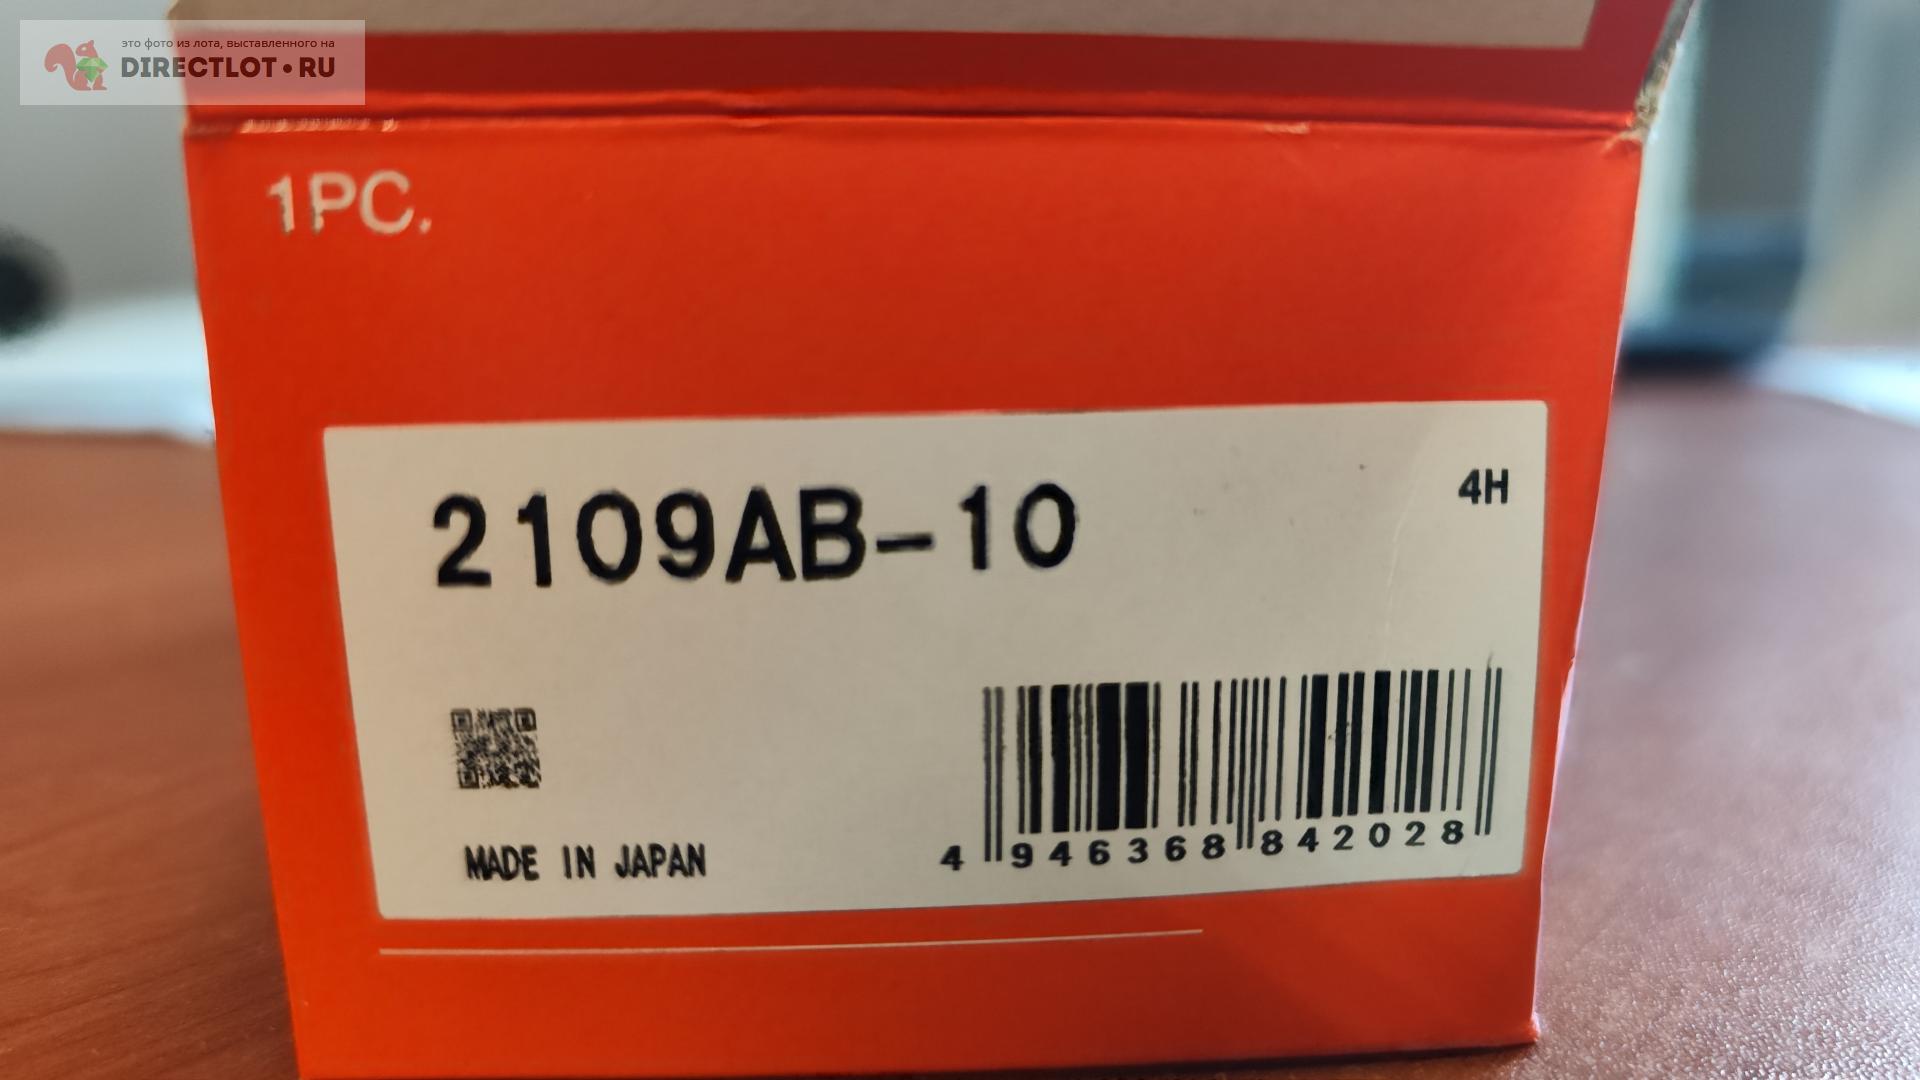 это фото из лота, выставленного на
DIRECTLOT•RU
1PC.
2109AB-10
4H
MADE IN JAPAN
4 946368 842028